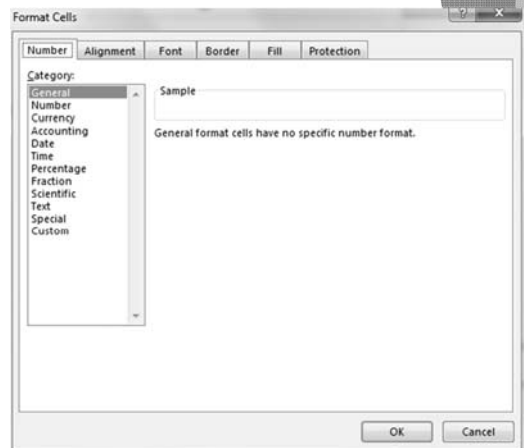 Format Cells
? X
Number Alignment Font Border Fill Protection
Category:
General
Number
Currency
Accounting
Date
Time
Percentage
Fraction
Scientific
Text
Special
Custom
Sample
General format cells have no specific number format.
OK Cancel